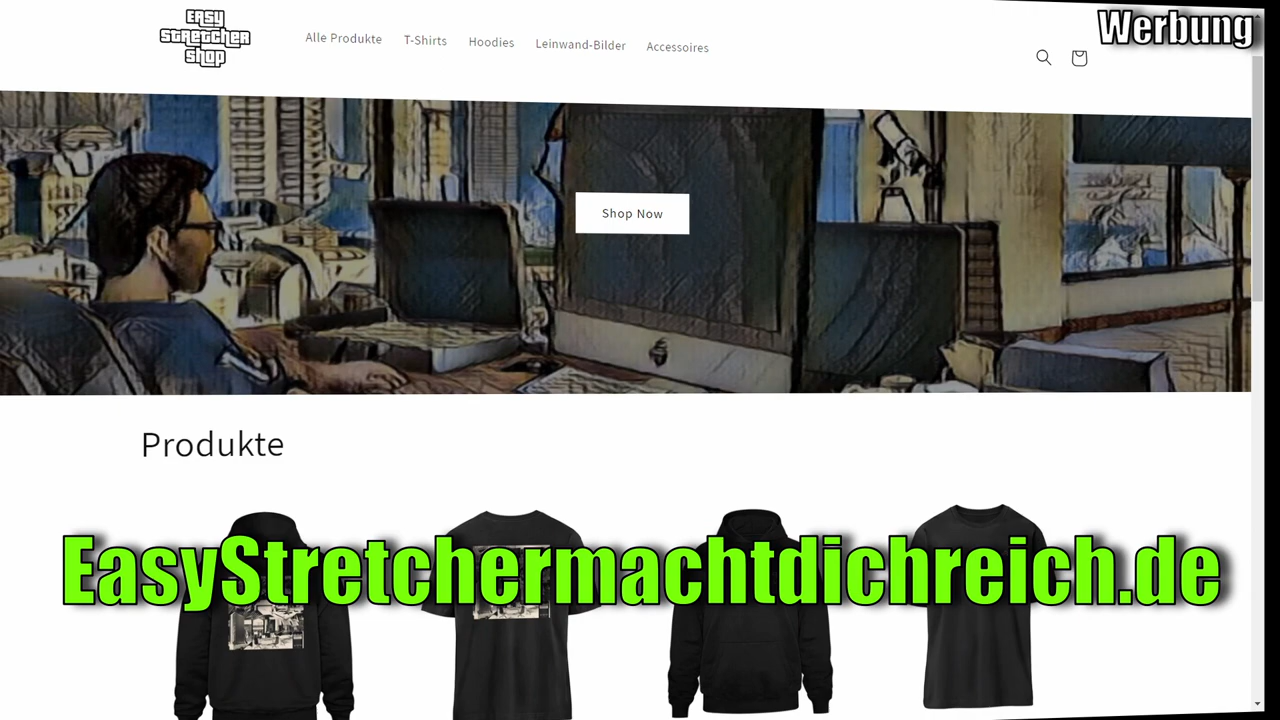 Werbung
EASY
STRETCHER
SHOP
Alle Produkte
T-Shirts
Hoodies
Leinwand-Bilder
Accessoires
Shop Now
Produkte
EasyStretchermachtdichreich.de